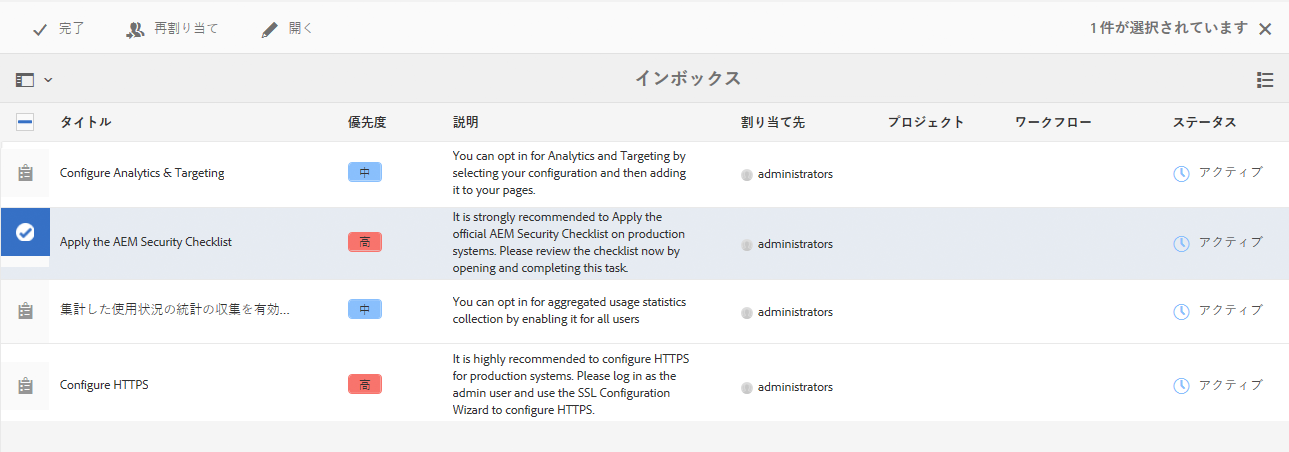 完了 再割り当て 開く 1 件が選択されています
インボックス
タイトル 優先度 説明 割り当て先 プロジェクト ワークフロー ステータス
Configure Analytics & Targeting 中 You can opt in for Analytics and Targeting by
selecting your configuration and then adding
it to your pages.
administrators アクティブ
Apply the AEM Security Checklist 高 It is strongly recommended to Apply the
official AEM Security Checklist on production
systems. Please review the checklist now by
opening and completing this task.
administrators アクティブ
集計した使用状況の統計の収集を有効... 中 You can opt in for aggregated usage statistics
collection by enabling it for all users
administrators アクティブ
Configure HTTPS 高 It is highly recommended to configure HTTPS
for production systems. Please log in as the
admin user and use the SSL Configuration
Wizard to configure HTTPS.
administrators アクティブ